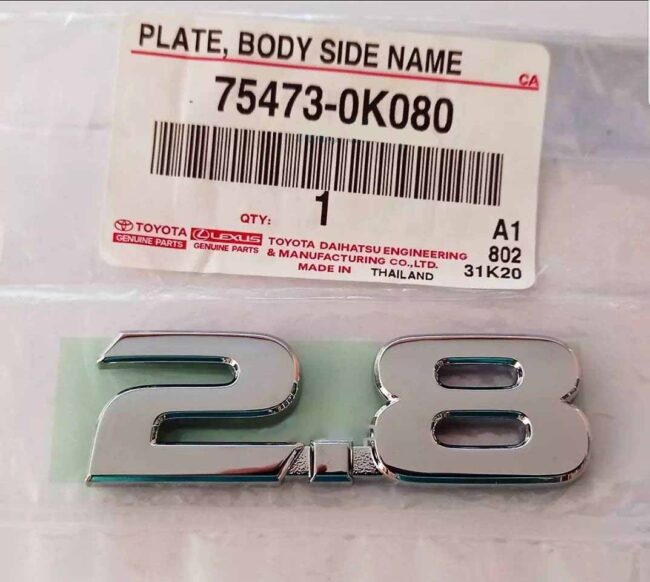 PLATE, BODY SIDE NAME
CA
75473-0K080
QTY: 1
A1
TOYOTA LEXUS TOYOTA DAIHATSU ENGINEERING 802
GENUINE PARTS GENUINE PARTS & MANUFACTURING CO.,LTD.
MADE IN THAILAND 31K20
2.8